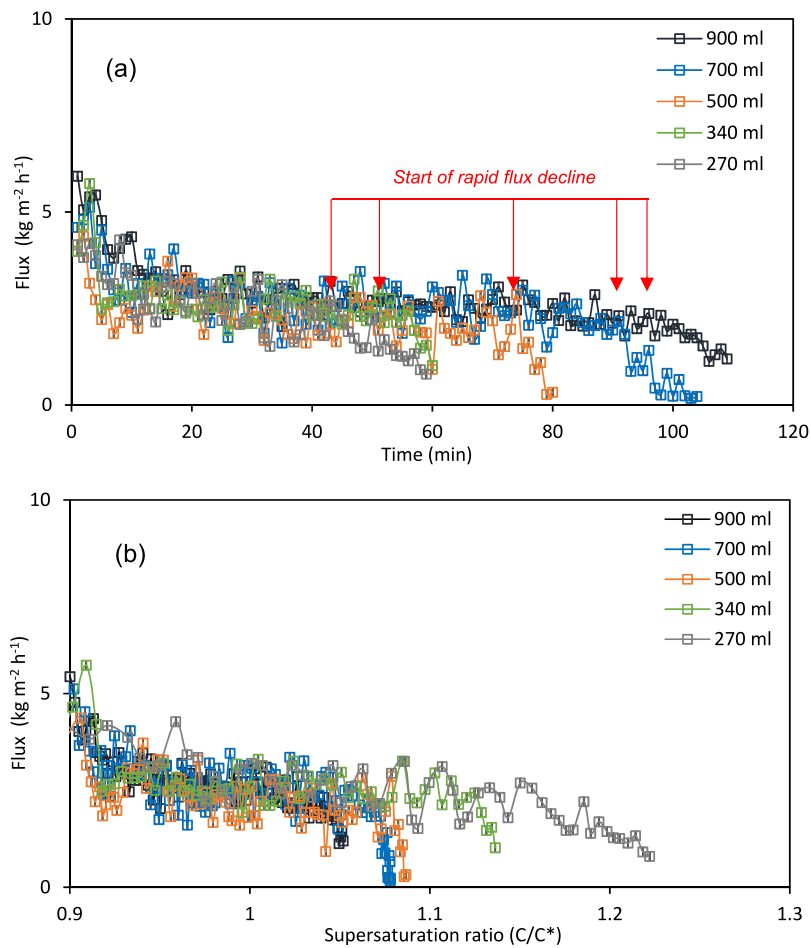 10
(a)
900 ml
700 ml
500 ml
340 ml
270 ml
Flux (kg m⁻² h⁻¹)
Start of rapid flux decline
5
0
0 20 40 60 80 100 120
Time (min)
10
(b)
900 ml
700 ml
500 ml
340 ml
270 ml
Flux (kg m⁻² h⁻¹)
5
0
0.9 1 1.1 1.2 1.3
Supersaturation ratio (C/C*)